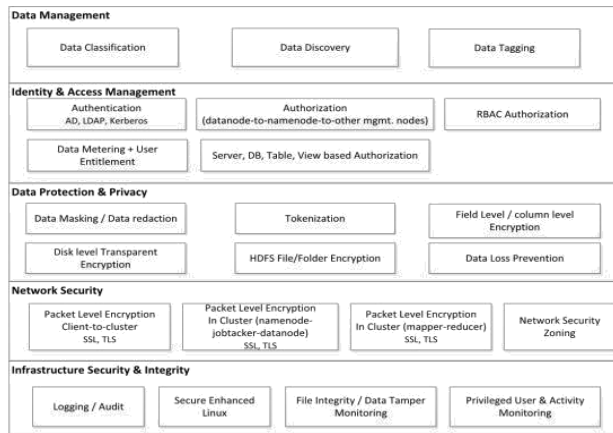 Data Management
Data Classification
Data Discovery
Data Tagging
Identity & Access Management
Authentication
AD, LDAP, Kerberos
Authorization
(datanode-to-namenode-to-other mgmt. nodes)
RBAC Authorization
Data Metering + User
Entitlement
Server, DB, Table, View based Authorization
Data Protection & Privacy
Data Masking / Data redaction
Tokenization
Field Level / column level
Encryption
Disk level Transparent
Encryption
HDFS File/Folder Encryption
Data Loss Prevention
Network Security
Packet Level Encryption
Client-to-cluster
SSL, TLS
Packet Level Encryption
In Cluster (namenode-
jobtacker-datanode)
SSL, TLS
Packet Level Encryption
In Cluster (mapper-reducer)
SSL, TLS
Network Security
Zoning
Infrastructure Security & Integrity
Logging / Audit
Secure Enhanced
Linux
File Integrity / Data Tamper
Monitoring
Privileged User & Activity
Monitoring